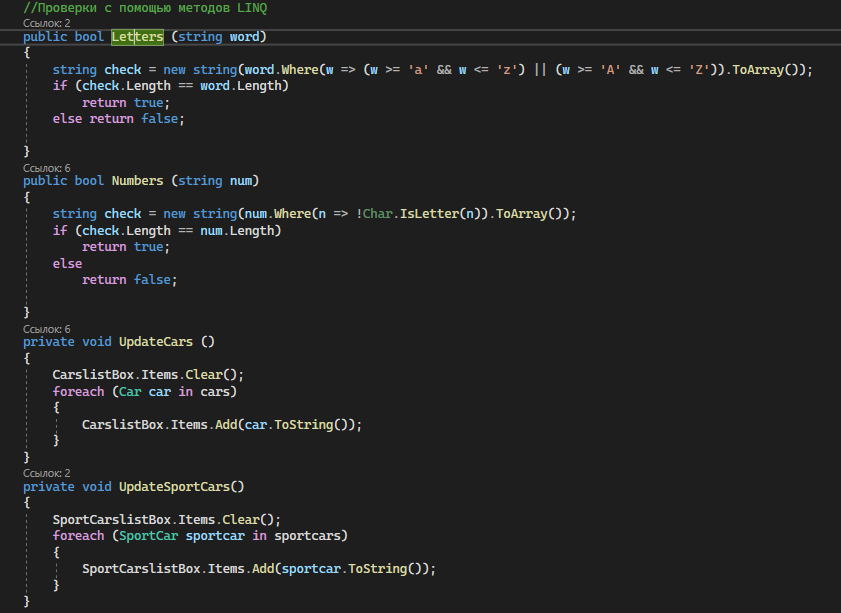 //Проверки с помощью методов LINQ
Ссылок: 2
public bool Letters (string word)
{
    string check = new string(word.Where(w => (w >= 'a' && w <= 'z') || (w >= 'A' && w <= 'Z')).ToArray());
    if (check.Length == word.Length)
        return true;
    else return false;
}
Ссылок: 6
public bool Numbers (string num)
{
    string check = new string(num.Where(n => !Char.IsLetter(n)).ToArray());
    if (check.Length == num.Length)
        return true;
    else
        return false;
}
Ссылок: 6
private void UpdateCars ()
{
    CarslistBox.Items.Clear();
    foreach (Car car in cars)
    {
        CarslistBox.Items.Add(car.ToString());
    }
}
Ссылок: 2
private void UpdateSportCars()
{
    SportCarslistBox.Items.Clear();
    foreach (SportCar sportcar in sportcars)
    {
        SportCarslistBox.Items.Add(sportcar.ToString());
    }
}